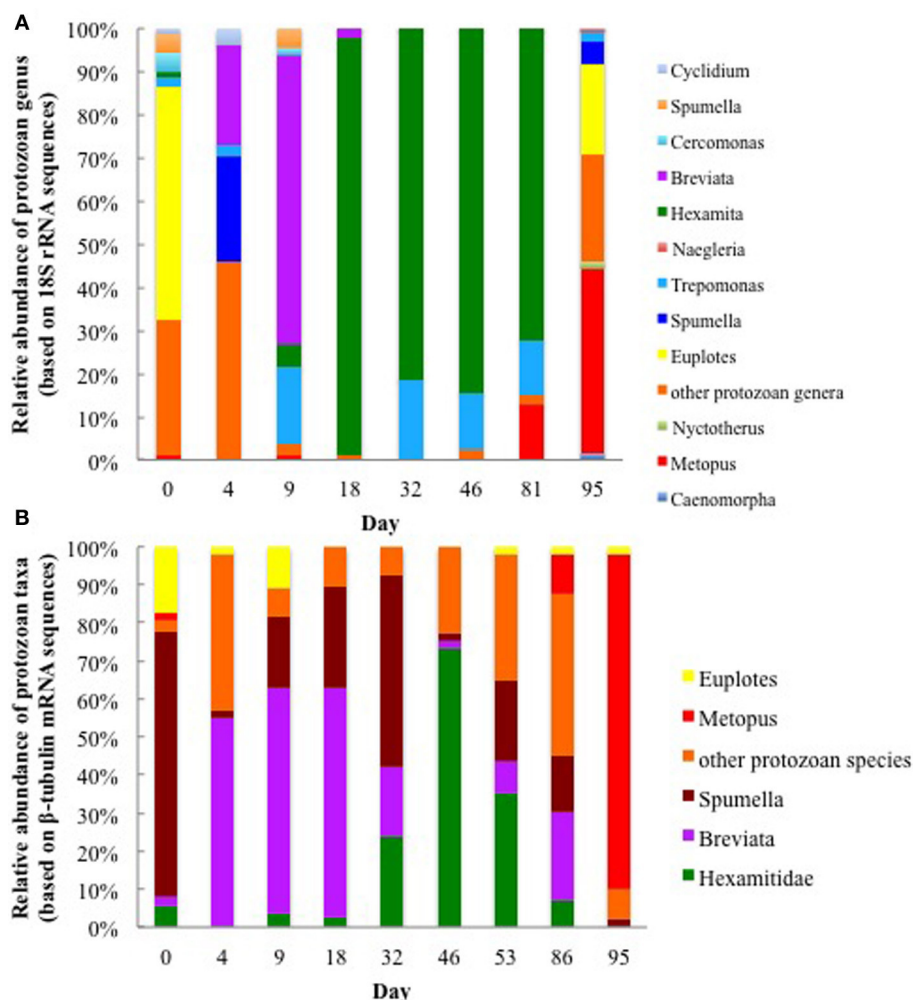 A
Relative abundance of protozoan genus
(based on 18S rRNA sequences)
100%
90%
80%
70%
60%
50%
40%
30%
20%
10%
0%
0 4 9 18 32 46 81 95
Day
Cyclidium
Spumella
Cercomonas
Breviata
Hexamita
Naegleria
Trepomonas
Spumella
Euplotes
other protozoan genera
Nyctotherus
Metopus
Caenomorpha
B
Relative abundance of protozoan taxa
(based on β-tubulin mRNA sequences)
100%
90%
80%
70%
60%
50%
40%
30%
20%
10%
0%
0 4 9 18 32 46 53 86 95
Day
Euplotes
Metopus
other protozoan species
Spumella
Breviata
Hexamitidae